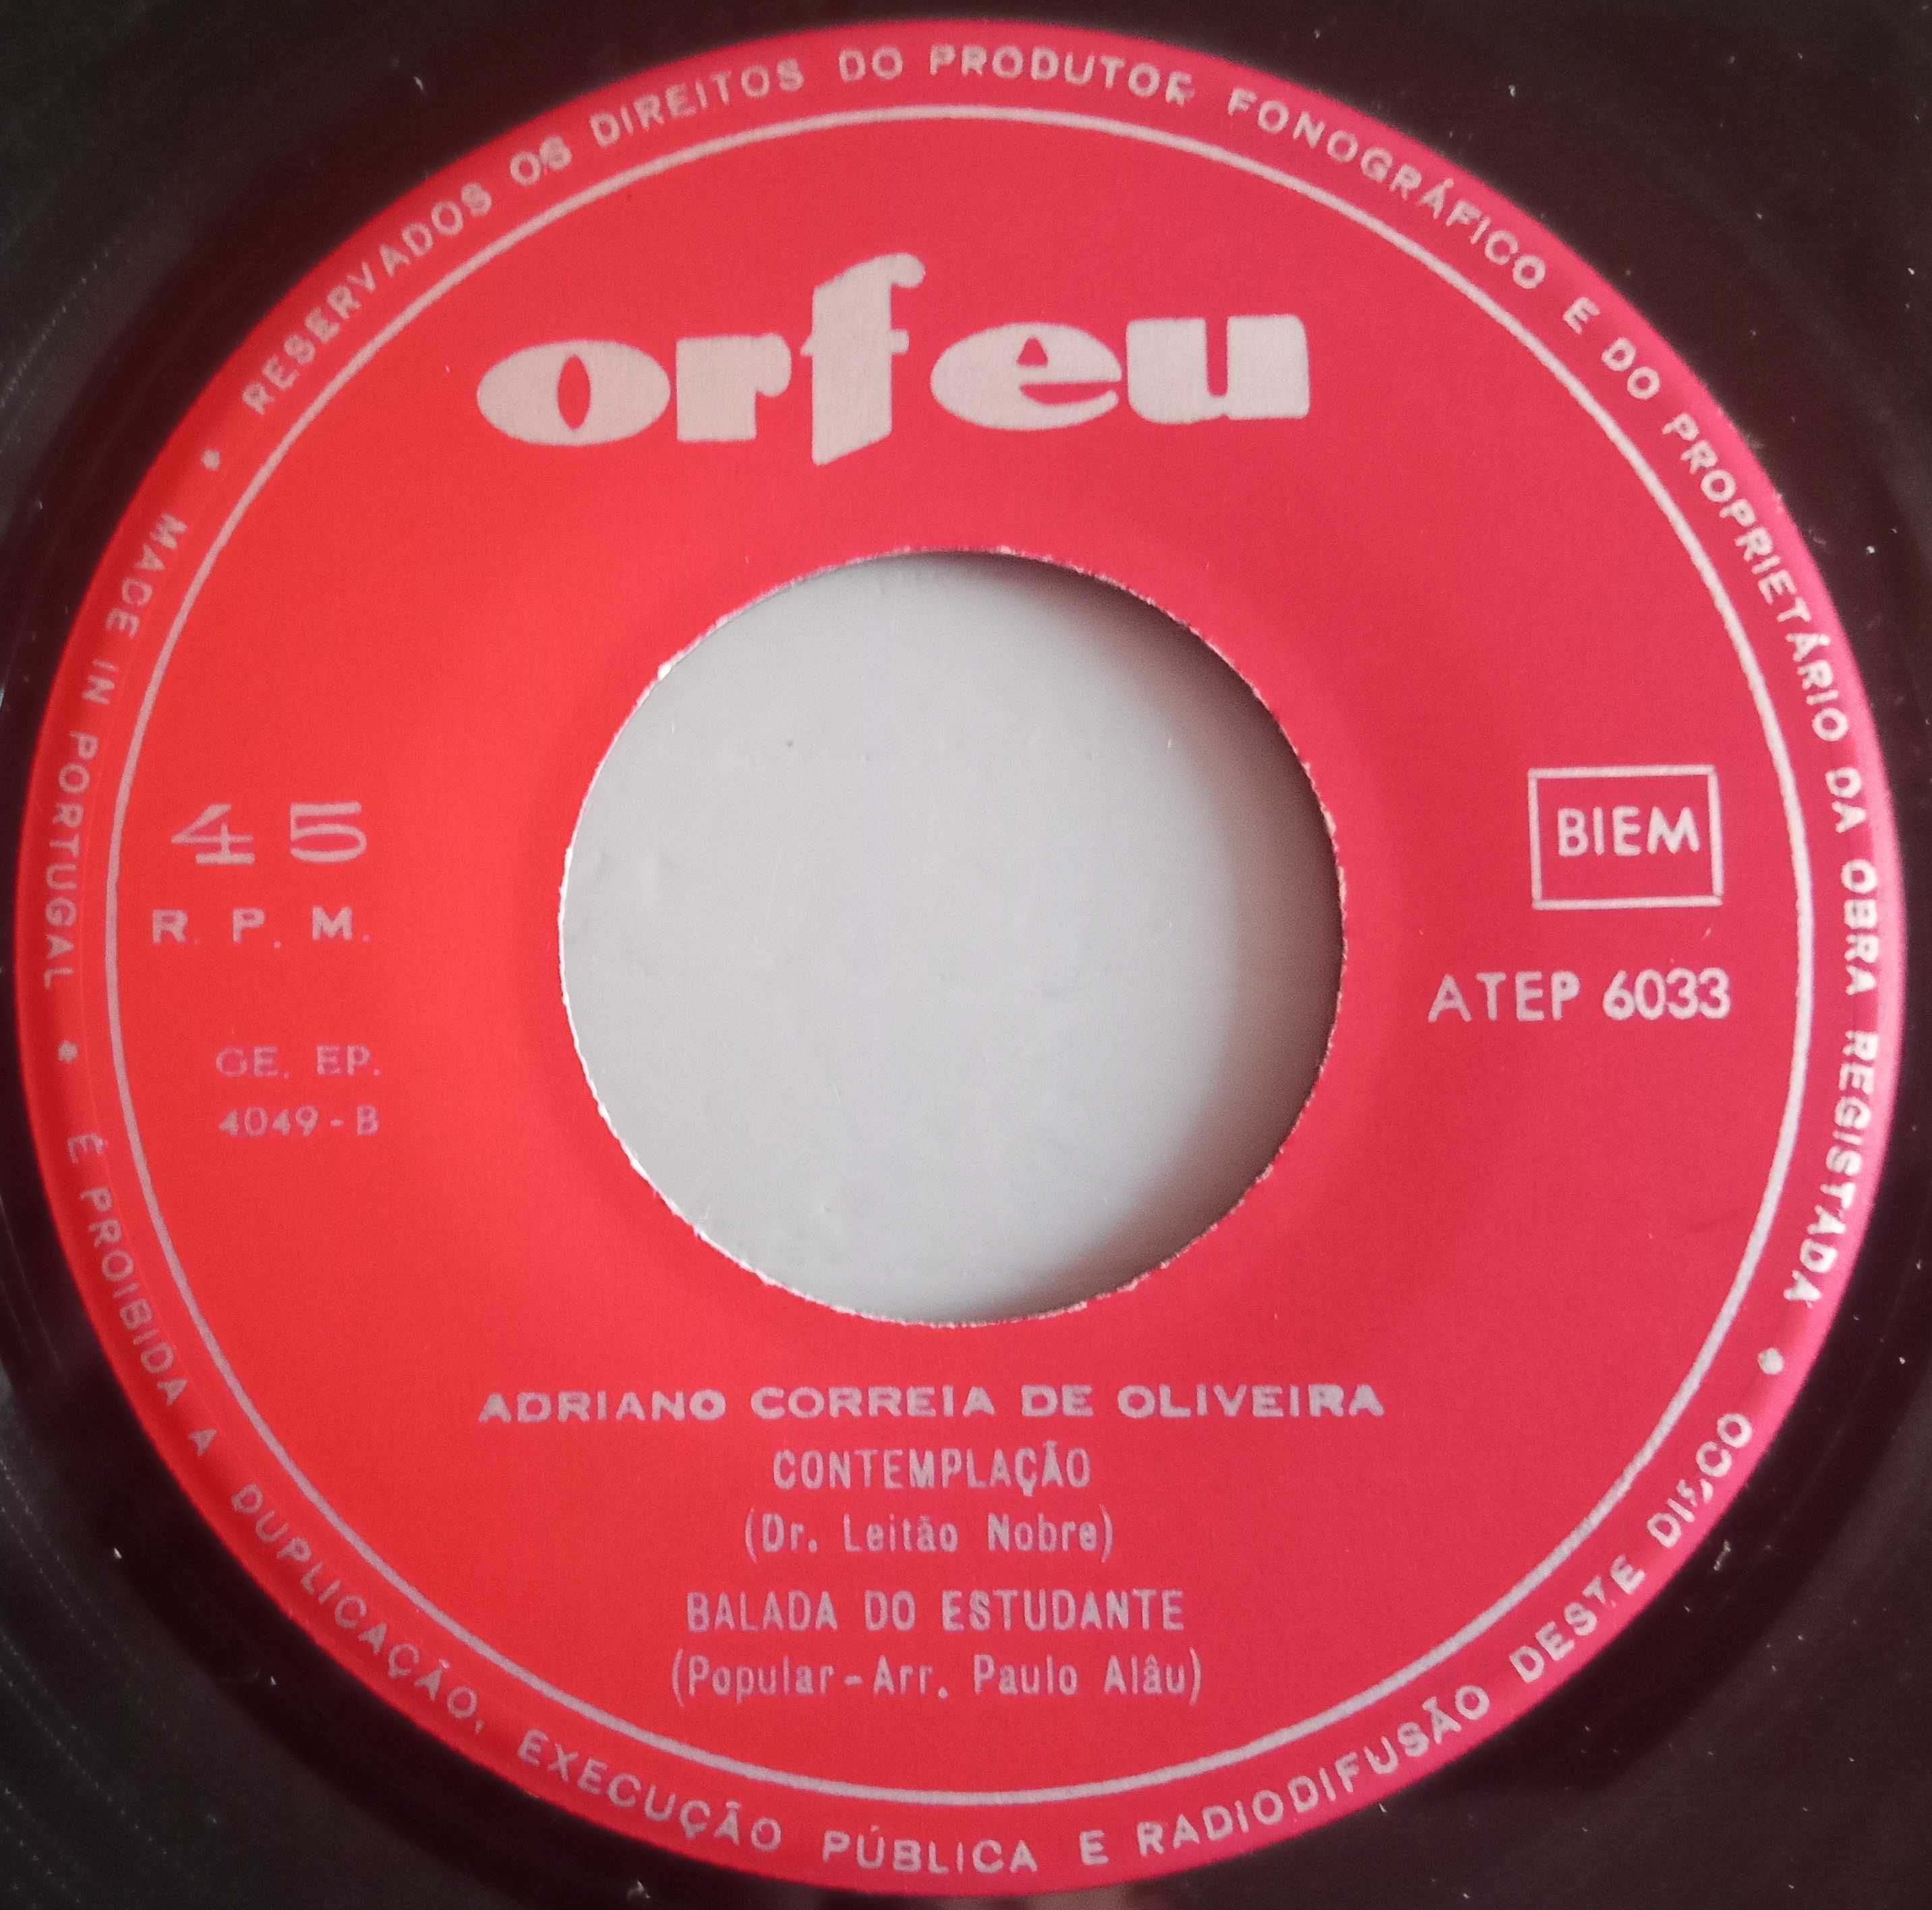 RESERVADOS OS DIREITOS DO PRODUTOR FONOGRÁFICO E DO PROPRIETÁRIO DA OBRA REGISTADA
orfeu
45
R. P. M.
BIEM
ATEP 6033
GE. EP.
4049-B
ADRIANO CORREIA DE OLIVEIRA
CONTEMPLAÇÃO
(Dr. Leitão Nobre)
BALADA DO ESTUDANTE
(Popular-Arr. Paulo Alâu)
É PROIBIDA A DUPLICAÇÃO, EXECUÇÃO PÚBLICA E RADIODIFUSÃO DESTE DISCO
MADE IN PORTUGAL